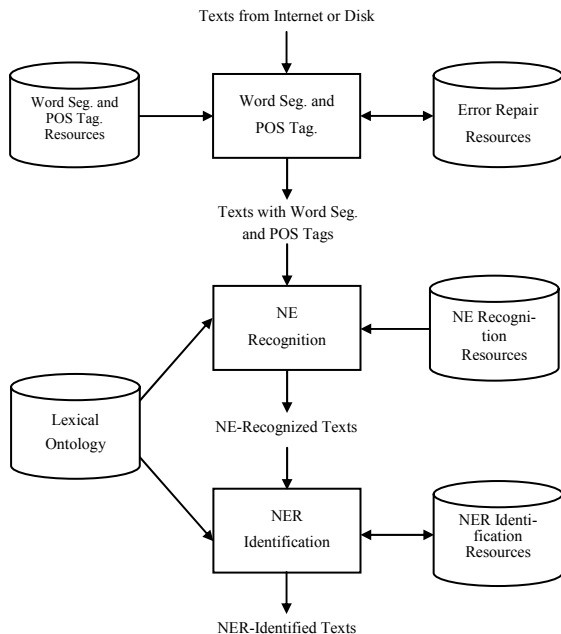 Texts from Internet or Disk
Word Seg. and
POS Tag.
Resources
Word Seg. and
POS Tag.
Error Repair
Resources
Texts with Word Seg.
and POS Tags
NE
Recognition
NE Recogni-
tion
Resources
Lexical
Ontology
NE-Recognized Texts
NER
Identification
NER Identi-
fication
Resources
NER-Identified Texts